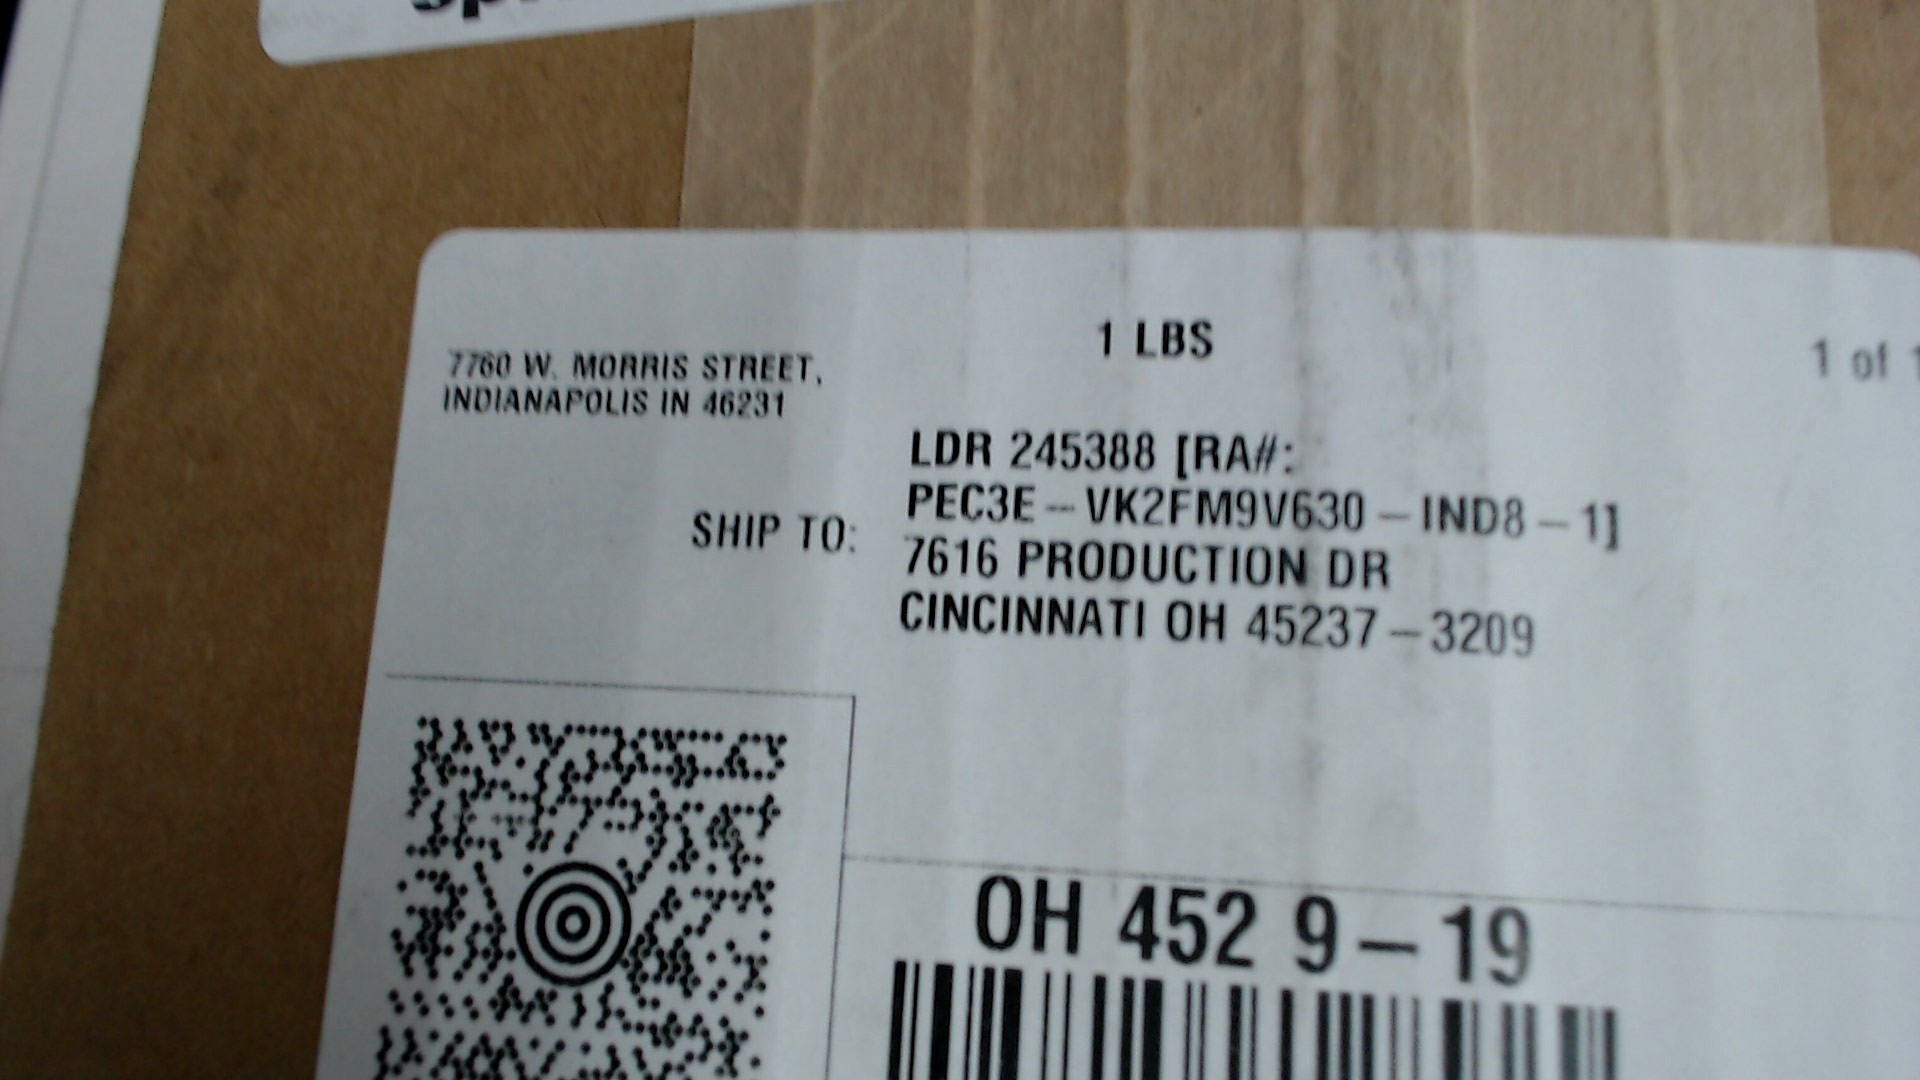 7760 W. MORRIS STREET,
INDIANAPOLIS IN 46231
1 LBS
1 of 1
LDR 245388 [RA#:
PEC3E – VK2FM9V630 – IND8 – 1]
SHIP TO:
7616 PRODUCTION DR
CINCINNATI OH 45237 – 3209
OH 452 9 – 19